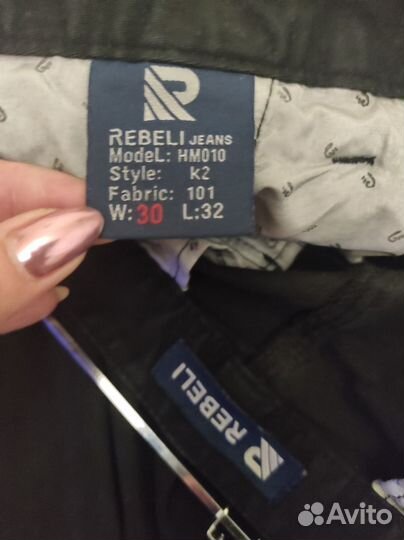 REBELI JEANS
Model: HM010
Style: K2
Fabric: 101
W:30 L:32
REBELI
Avito